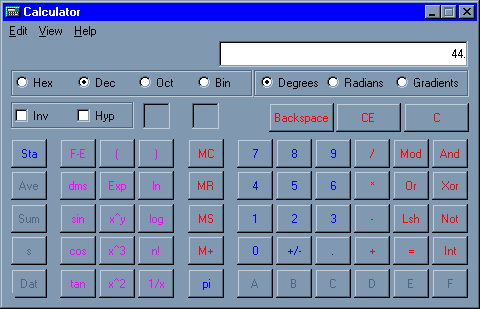 Calculator
Edit View Help
44.
Hex Dec Oct Bin Degrees Radians Gradients
Inv Hyp Backspace CE C
Sta F-E ( ) MC 7 8 9 / Mod And
Ave dms Exp ln MR 4 5 6 * Or Xor
Sum sin x^y log MS 1 2 3 - Lsh Not
s cos x^3 n! M+ 0 +/- . + = Int
Dat tan x^2 1/x pi A B C D E F